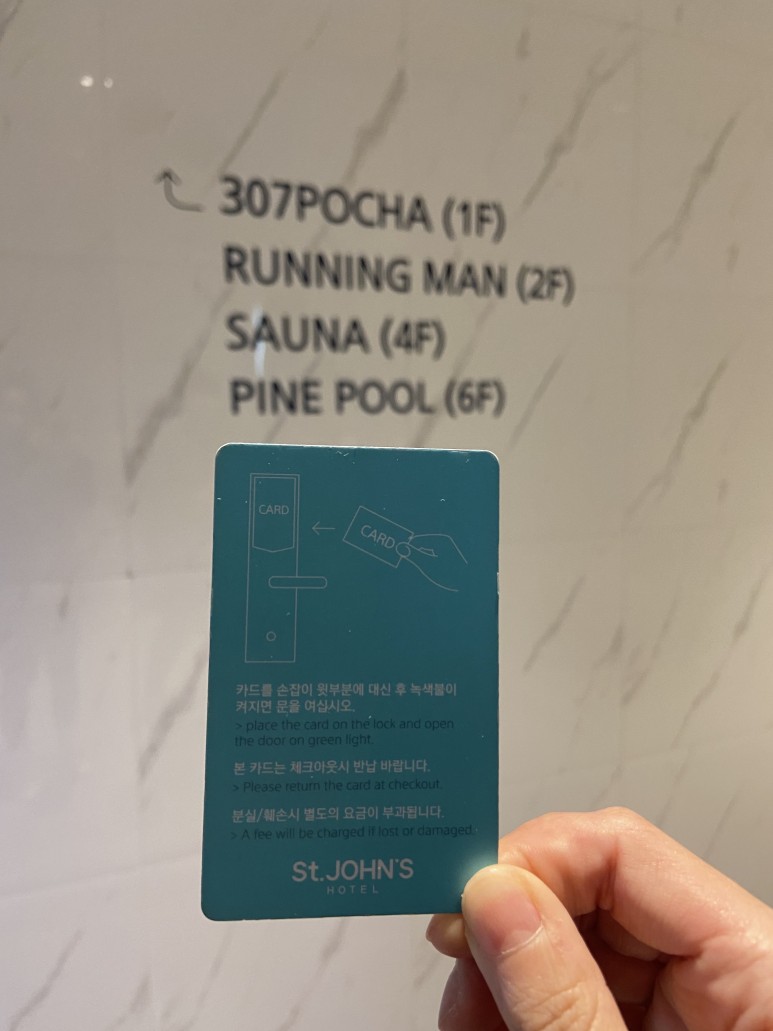 307POCHA (1F)
RUNNING MAN (2F)
SAUNA (4F)
PINE POOL (6F)
CARD
CARD
카드를 손잡이 윗부분에 대신 후 녹색불이
켜지면 문을 여십시오.
> place the card on the lock and open
the door on green light.
본 카드는 체크아웃시 반납 바랍니다.
> Please return the card at checkout.
분실/훼손시 별도의 요금이 부과됩니다.
> A fee will be charged if lost or damaged.
St.JOHN'S
HOTEL